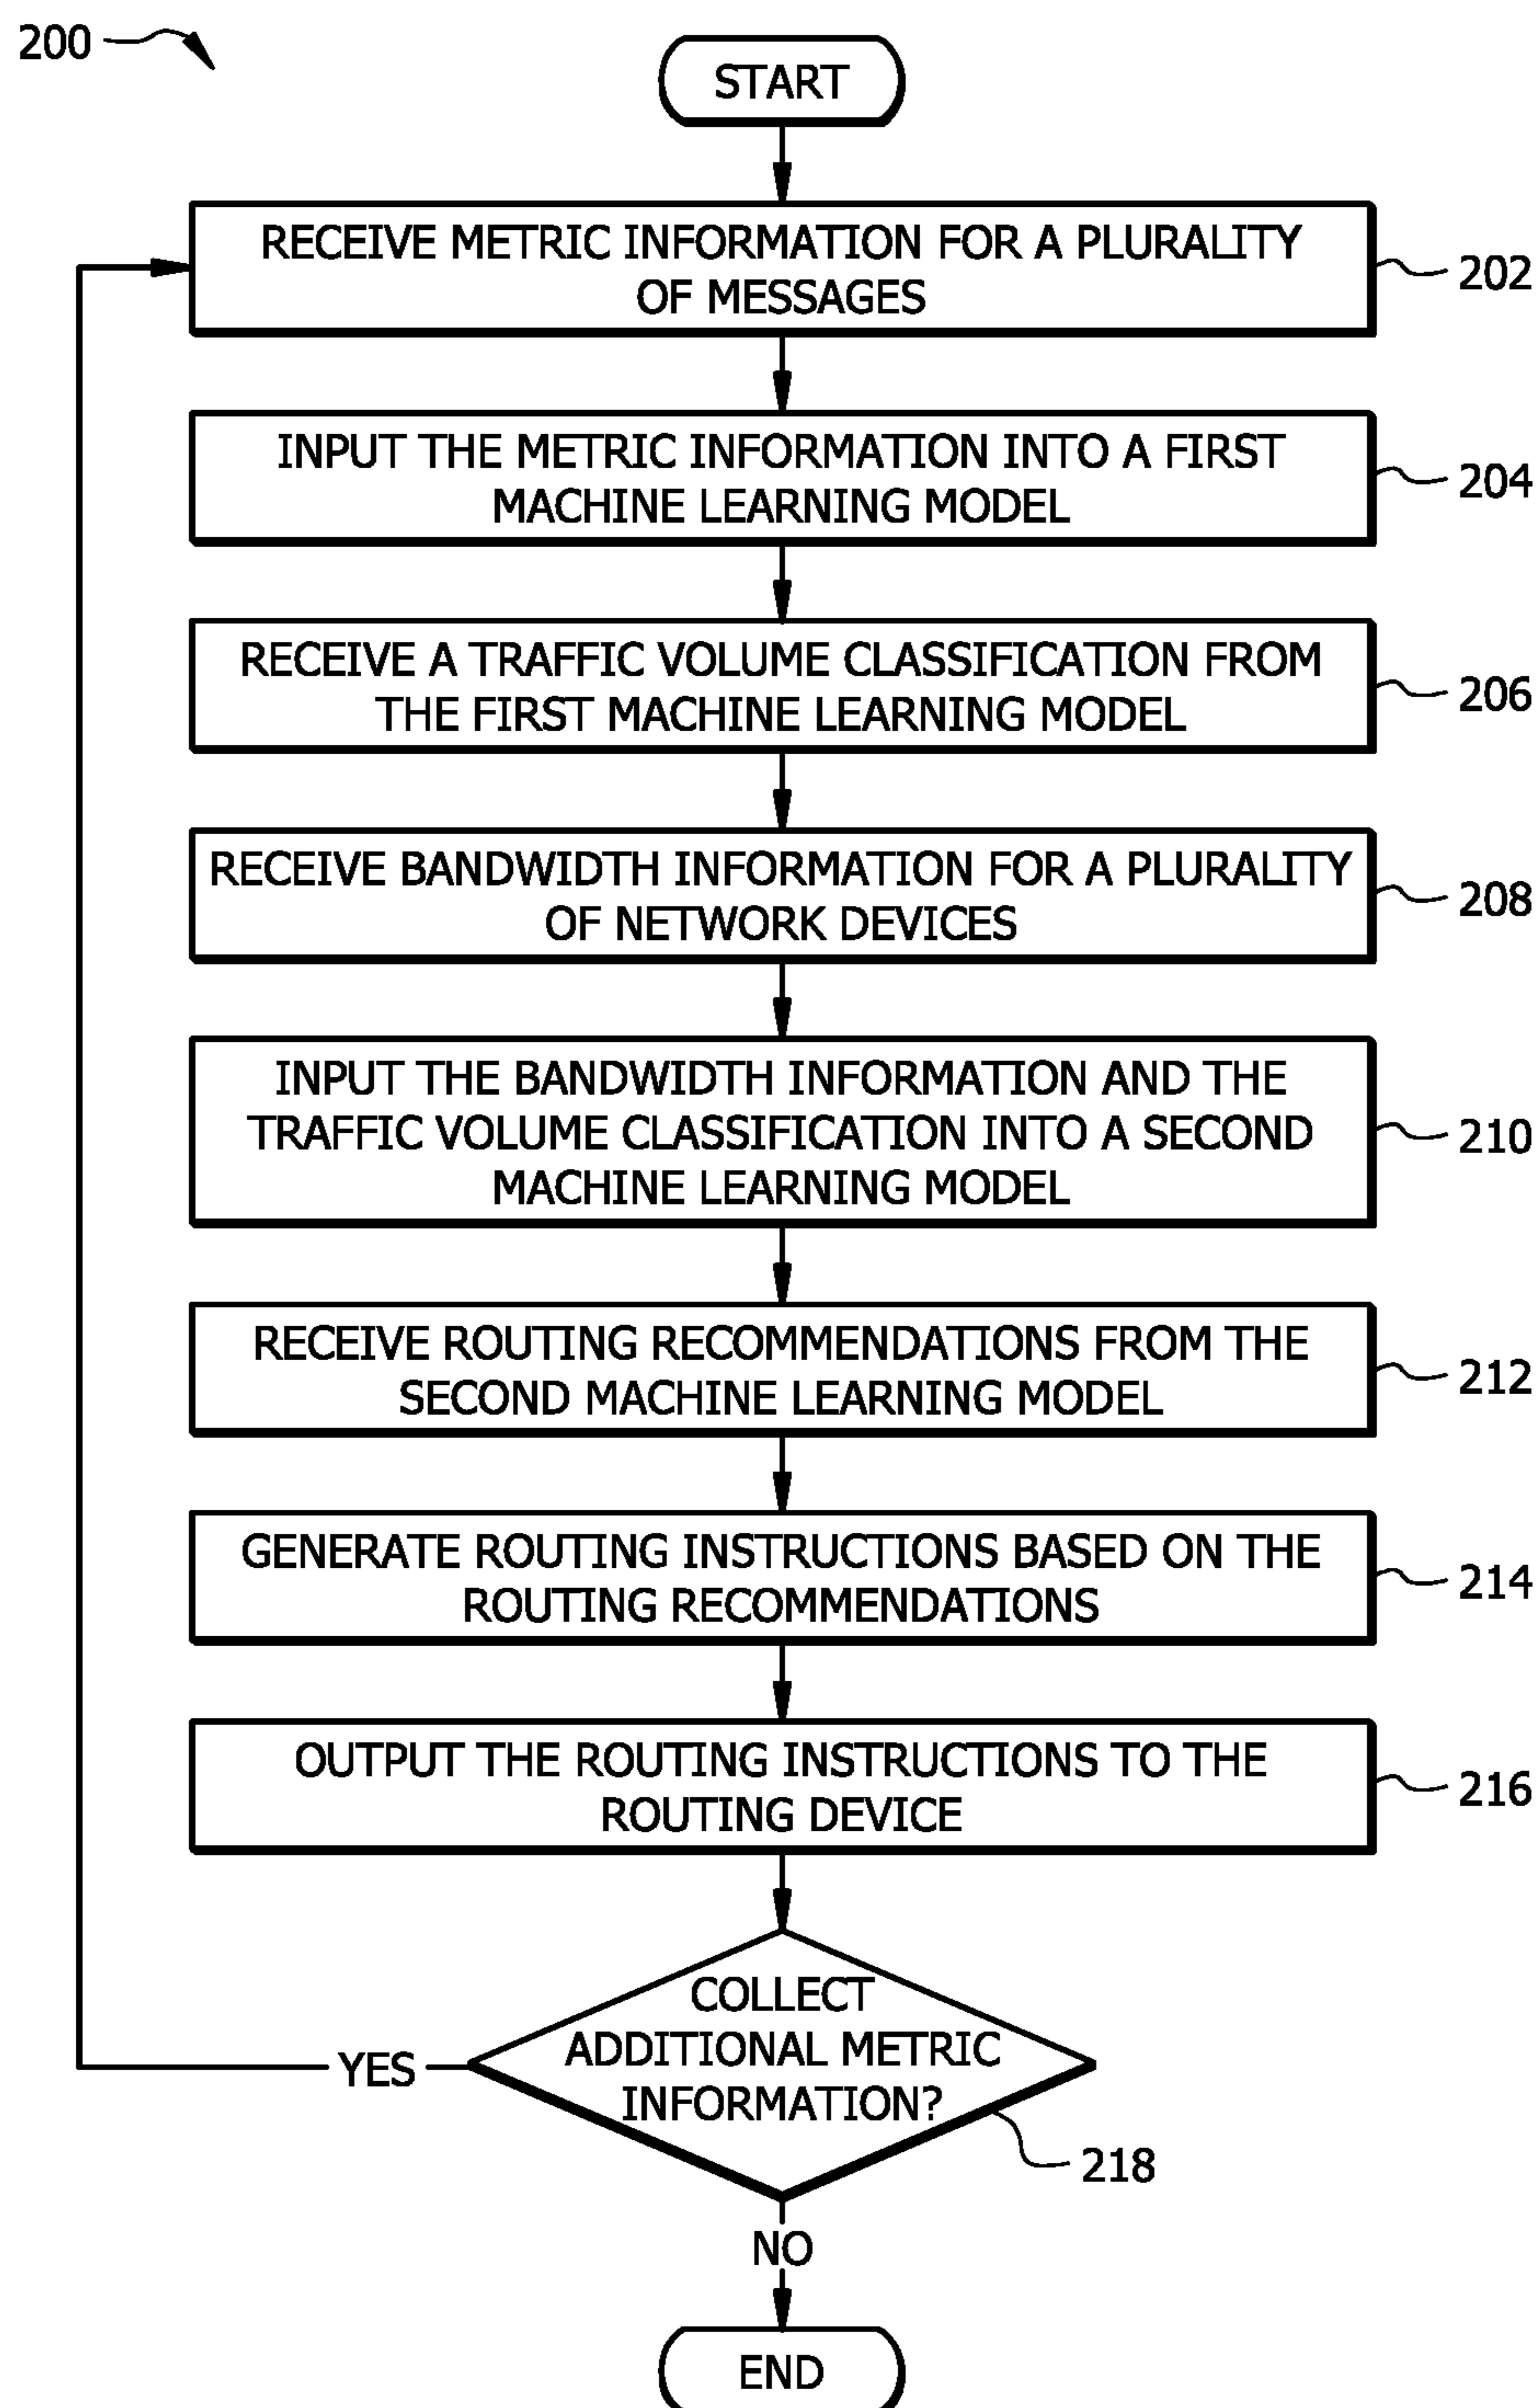 200
START
RECEIVE METRIC INFORMATION FOR A PLURALITY
OF MESSAGES
202
INPUT THE METRIC INFORMATION INTO A FIRST
MACHINE LEARNING MODEL
204
RECEIVE A TRAFFIC VOLUME CLASSIFICATION FROM
THE FIRST MACHINE LEARNING MODEL
206
RECEIVE BANDWIDTH INFORMATION FOR A PLURALITY
OF NETWORK DEVICES
208
INPUT THE BANDWIDTH INFORMATION AND THE
TRAFFIC VOLUME CLASSIFICATION INTO A SECOND
MACHINE LEARNING MODEL
210
RECEIVE ROUTING RECOMMENDATIONS FROM THE
SECOND MACHINE LEARNING MODEL
212
GENERATE ROUTING INSTRUCTIONS BASED ON THE
ROUTING RECOMMENDATIONS
214
OUTPUT THE ROUTING INSTRUCTIONS TO THE
ROUTING DEVICE
216
COLLECT
ADDITIONAL METRIC
INFORMATION?
YES
218
NO
END